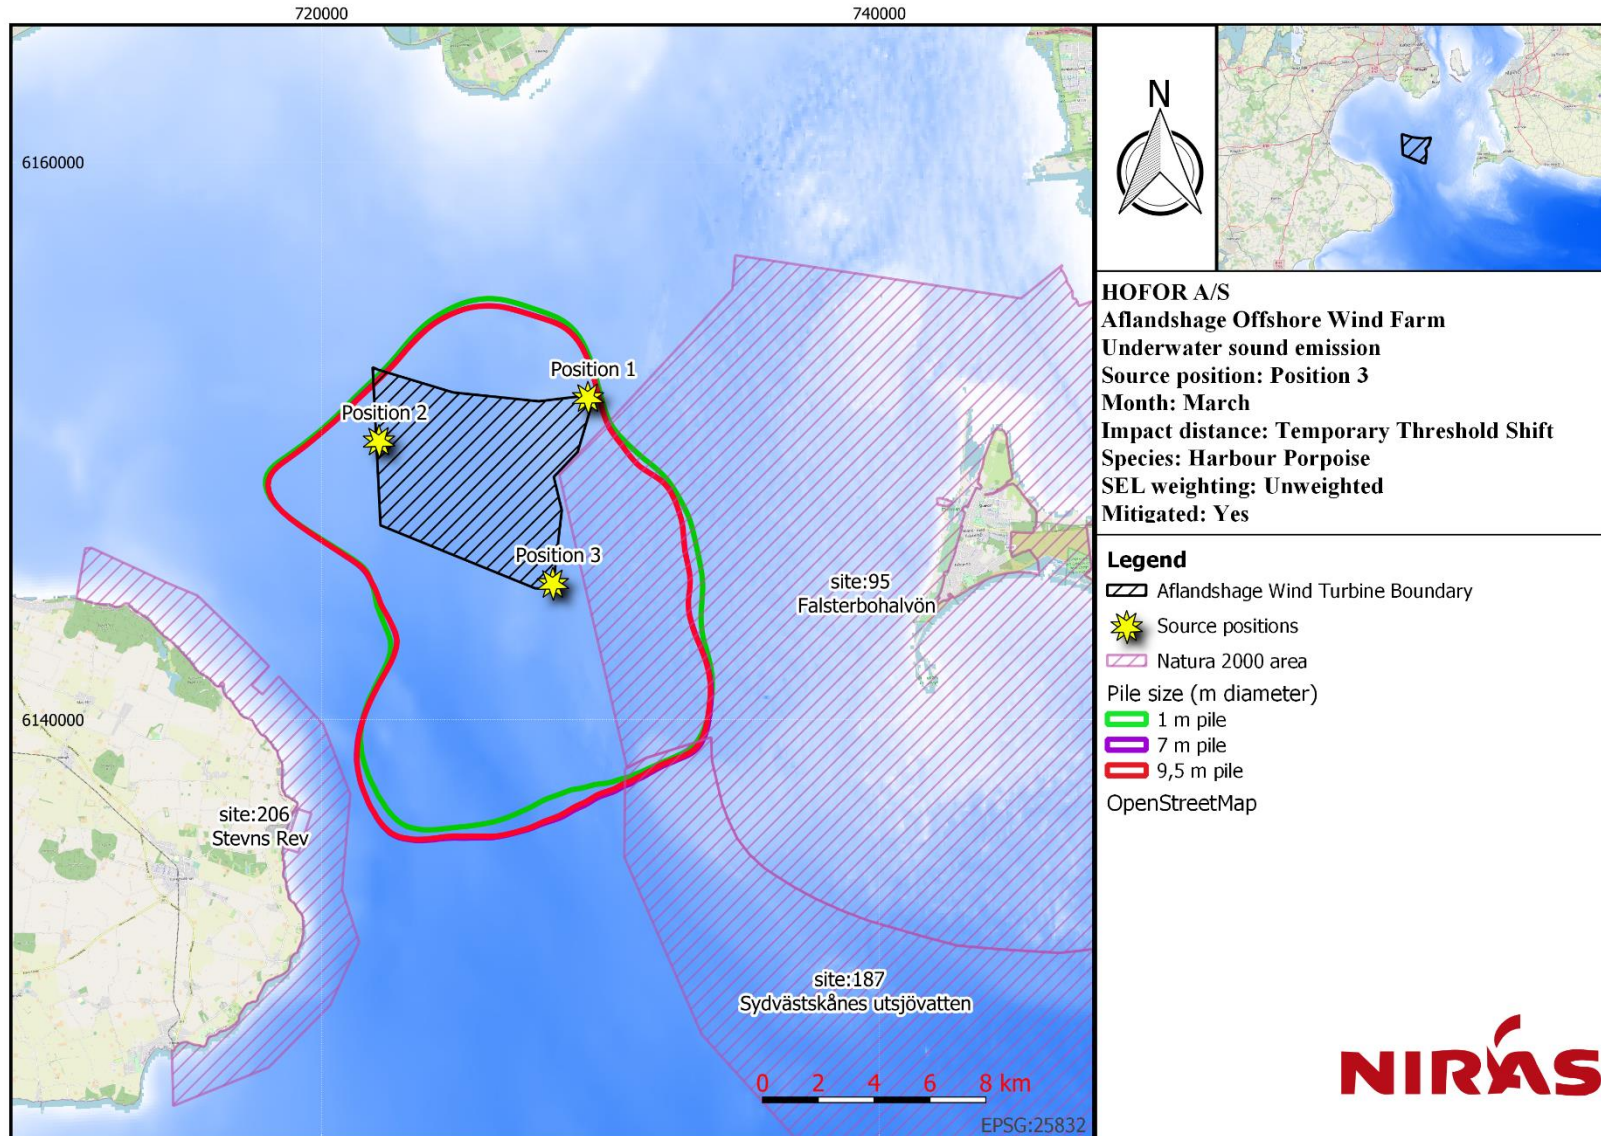 720000
740000
6160000
6140000
Position 1
Position 2
Position 3
site:95
Falsterbohalvön
site:206
Stevns Rev
site:187
Sydvästskånes utsjövatten
0 2 4 6 8 km
EPSG:25832
N
HOFOR A/S
Aflandshage Offshore Wind Farm
Underwater sound emission
Source position: Position 3
Month: March
Impact distance: Temporary Threshold Shift
Species: Harbour Porpoise
SEL weighting: Unweighted
Mitigated: Yes
Legend
Aflandshage Wind Turbine Boundary
Source positions
Natura 2000 area
Pile size (m diameter)
1 m pile
7 m pile
9,5 m pile
OpenStreetMap
NIRAS